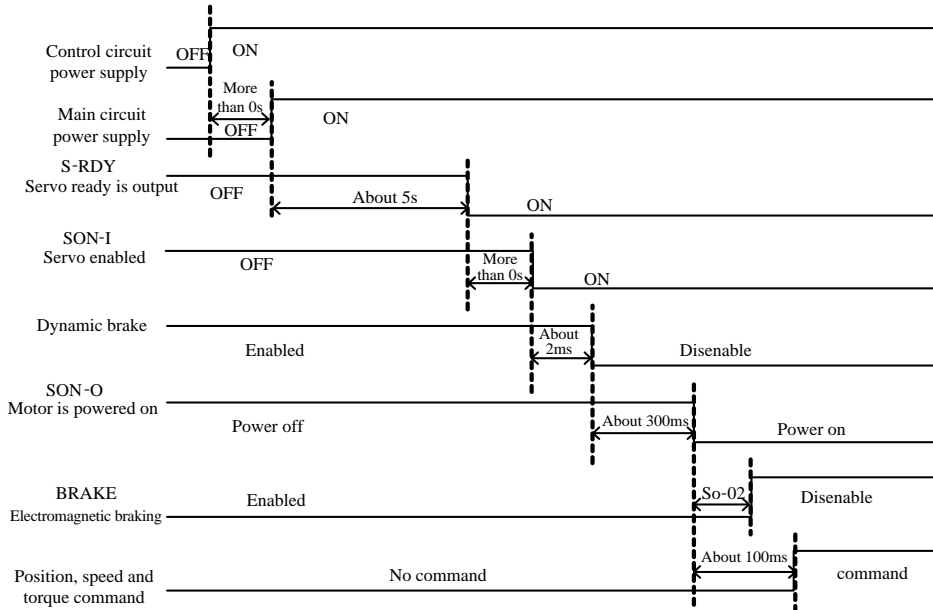 Control circuit
power supply
OFF
ON
More
than 0s
Main circuit
power supply
OFF
ON
S-RDY
Servo ready is output
OFF
About 5s
ON
SON-I
Servo enabled
OFF
More
than 0s
ON
Dynamic brake
Enabled
About
2ms
Disenable
SON-O
Motor is powered on
Power off
About 300ms
Power on
BRAKE
Electromagnetic braking
Enabled
So-02
Disenable
Position, speed and
torque command
No command
About 100ms
command